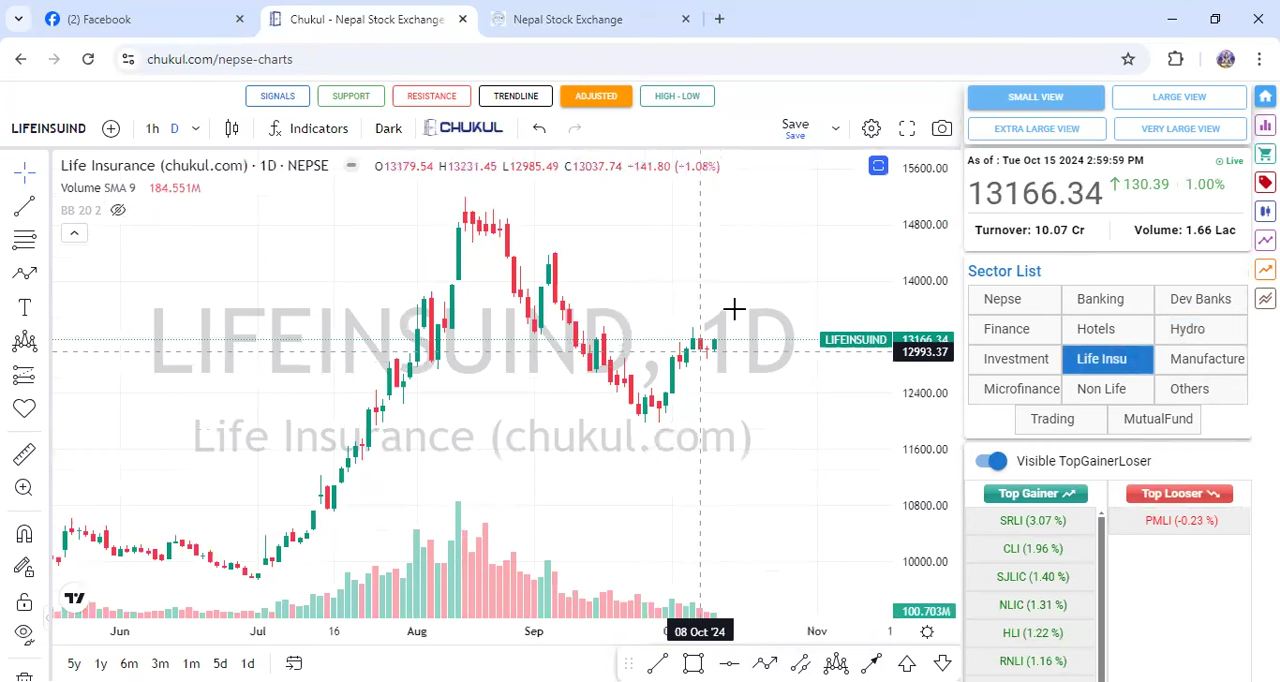 (2) Facebook
Chukul - Nepal Stock Exchange
Nepal Stock Exchange
chukul.com/nepse-charts
SIGNALS SUPPORT RESISTANCE TRENDLINE ADJUSTED HIGH - LOW
SMALL VIEW LARGE VIEW
EXTRA LARGE VIEW VERY LARGE VIEW
LIFEINSUIND 1h D Indicators Dark CHUKUL Save
Save
Life Insurance (chukul.com) · 1D · NEPSE O13179.54 H13231.45 L12985.49 C13037.74 −141.80 (−1.08%)
Volume SMA 9 184.551M
BB 20 2
LIFEINSUIND, 1D
Life Insurance (chukul.com)
15600.00
14800.00
14000.00
LIFEINSUIND 13166.34
12993.37
12400.00
11600.00
10800.00
10000.00
100.703M
Jun Jul 16 Aug Sep 08 Oct '24 Nov 1
5y 1y 6m 3m 1m 5d 1d
As of : Tue Oct 15 2024 2:59:59 PM Live
13166.34 130.39 · 1.00%
Turnover: 10.07 Cr Volume: 1.66 Lac
Sector List
Nepse Banking Dev Banks
Finance Hotels Hydro
Investment Life Insu Manufacture
Microfinance Non Life Others
Trading MutualFund
Visible TopGainerLoser
Top Gainer Top Looser
SRLI (3.07 %) PMLI (-0.23 %)
CLI (1.96 %)
SJLIC (1.40 %)
NLIC (1.31 %)
HLI (1.22 %)
RNLI (1.16 %)